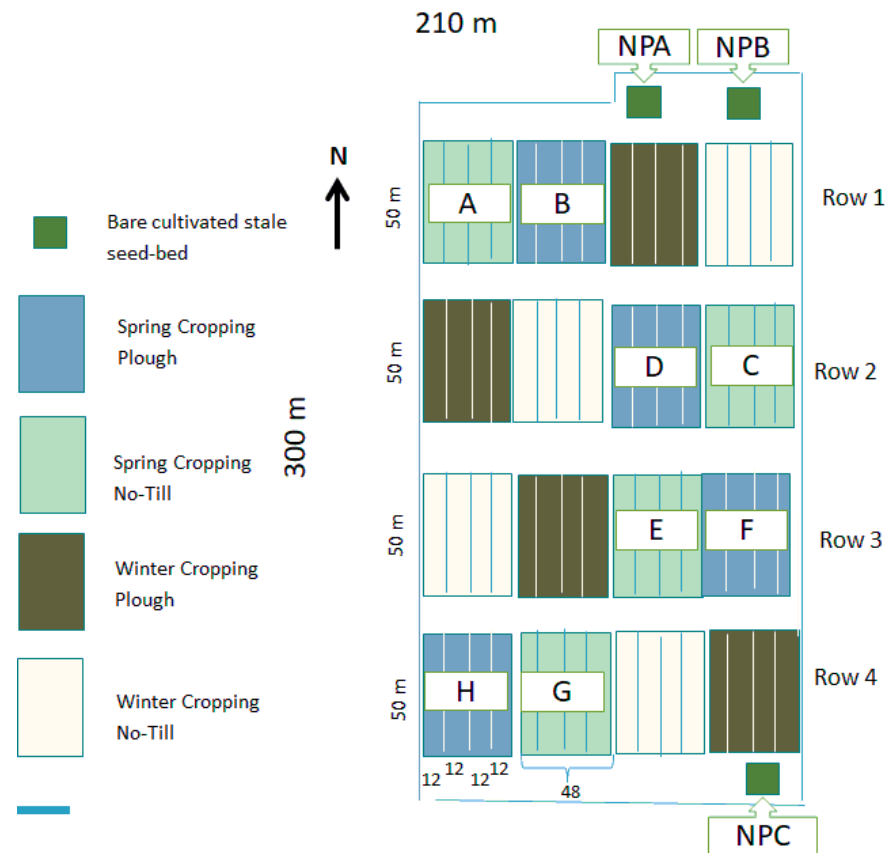 210 m
NPA
NPB
N
50 m
A
B
Row 1
Bare cultivated stale
seed-bed
Spring Cropping
Plough
50 m
D
C
Row 2
300 m
Spring Cropping
No-Till
50 m
E
F
Row 3
Winter Cropping
Plough
50 m
H
G
Row 4
Winter Cropping
No-Till
12 12 12 12
48
NPC